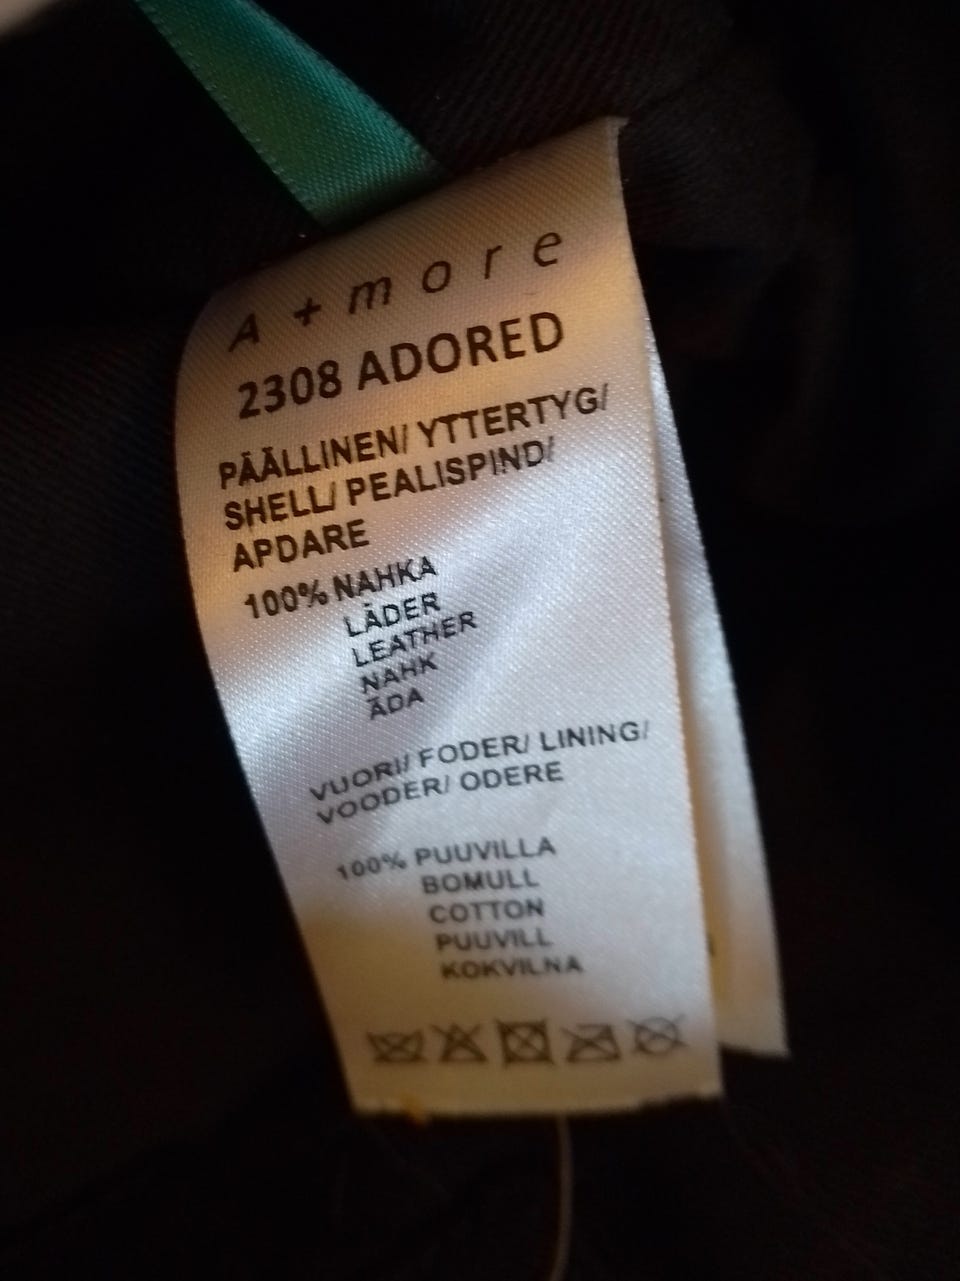 A + more
2308 ADORED
PÄÄLLINEN/ YTTERTYG/
SHELL/ PEALISPIND/
APDARE
100% NAHKA
LÄDER
LEATHER
NAHK
ĀDA
VUORI/ FODER/ LINING/
VOODER/ ODERE
100% PUUVILLA
BOMULL
COTTON
PUUVILL
KOKVILNA